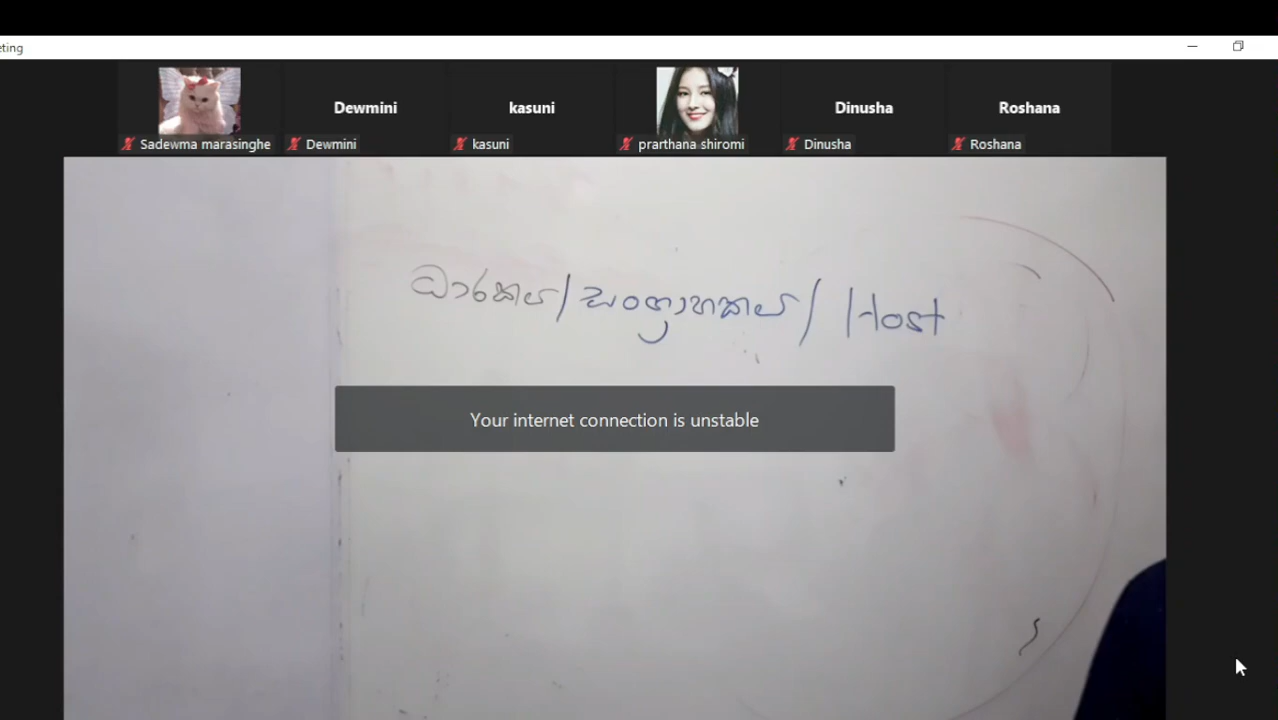 eting
Dewmini kasuni Dinusha Roshana
Sadewma marasinghe Dewmini kasuni prarthana shiromi Dinusha Roshana
ධාරකය/සංග්‍රාහකය/ Host
Your internet connection is unstable